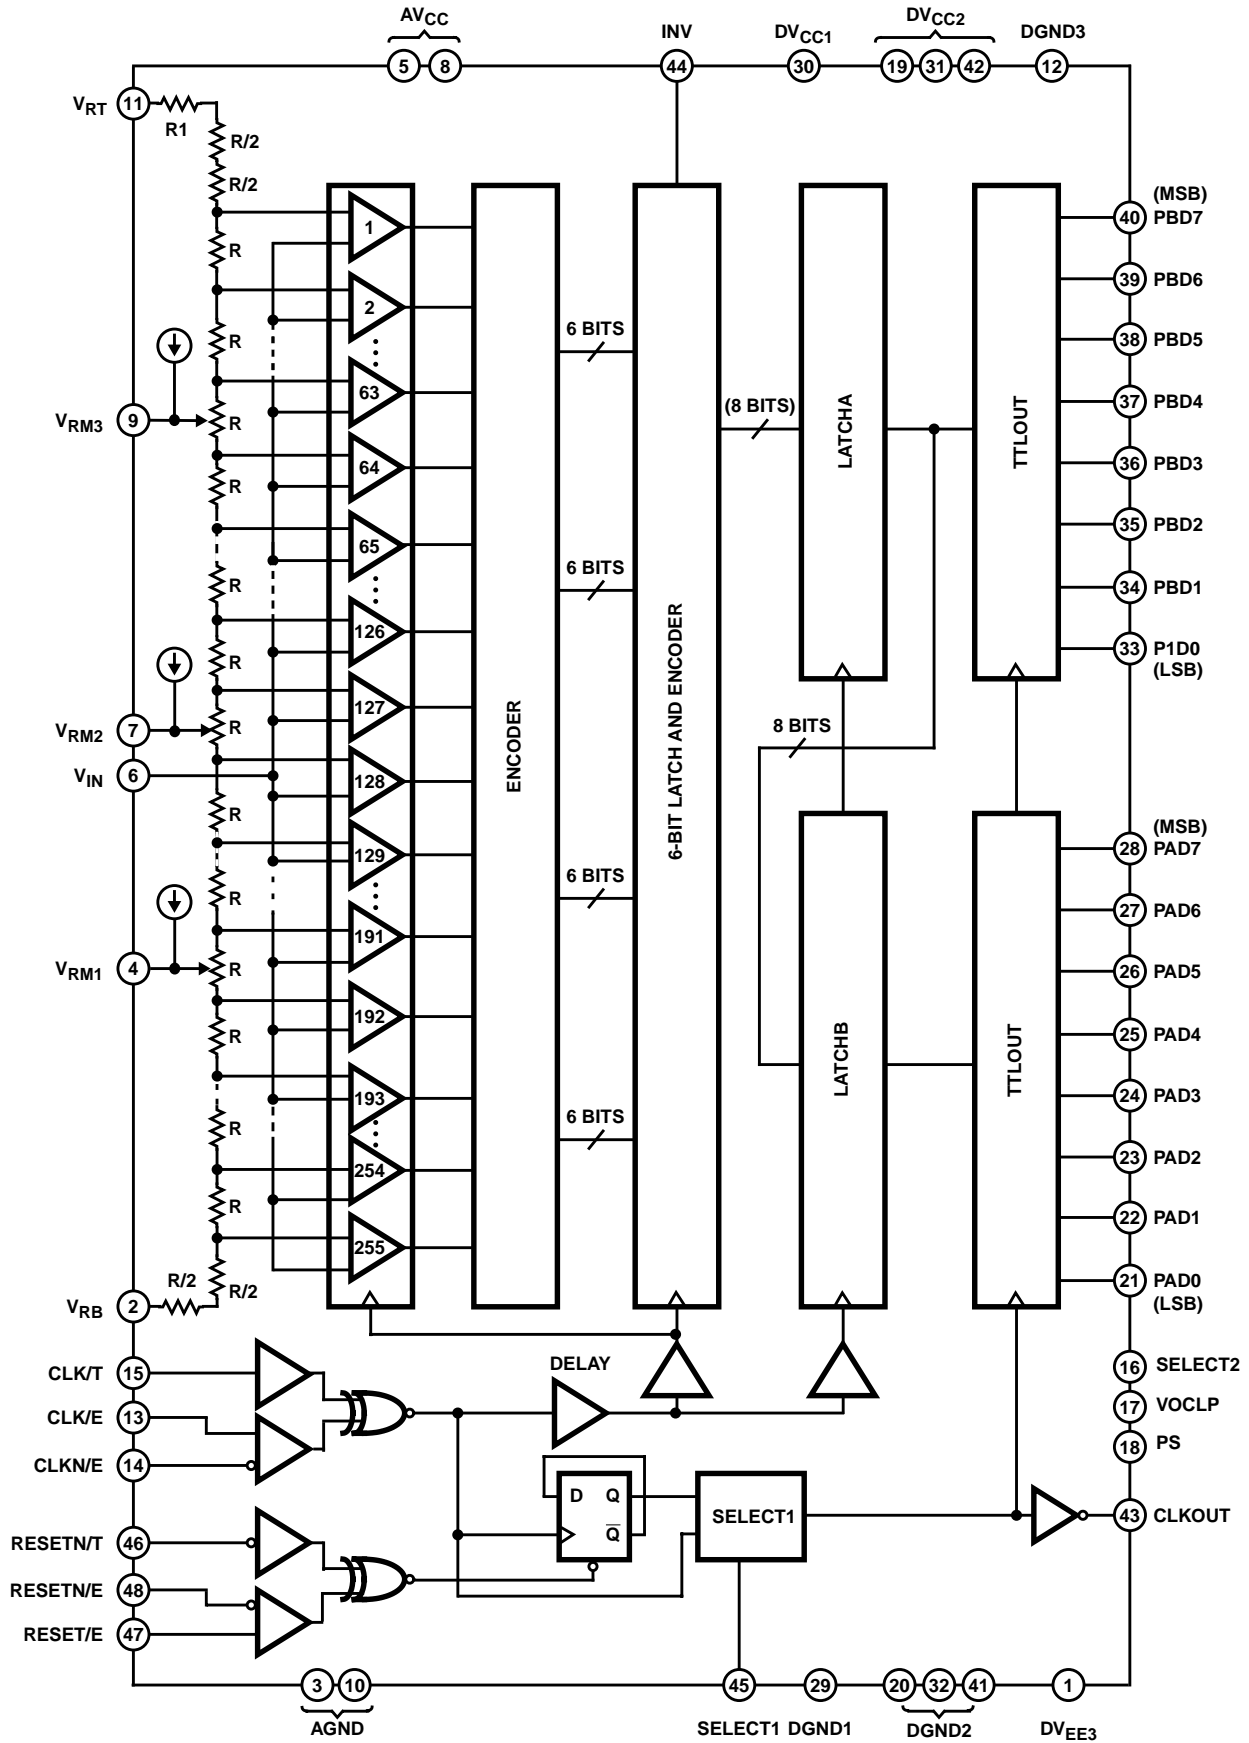 AVCC
5 8
INV
44
DVCC1
30
DVCC2
19 31 42
DGND3
12
VRT 11
R1
R/2
R/2
R
R
R
R
R
R
R
R
R
R
R
R
R
R/2
R/2
VRM3 9
VRM2 7
VIN 6
VRM1 4
VRB 2
1
2
63
64
65
126
127
128
129
191
192
193
254
255
ENCODER
6 BITS
6 BITS
6 BITS
6 BITS
6-BIT LATCH AND ENCODER
(8 BITS)
LATCHA
TTLOUT
8 BITS
LATCHB
TTLOUT
(MSB)
40 PBD7
39 PBD6
38 PBD5
37 PBD4
36 PBD3
35 PBD2
34 PBD1
33 P1D0
(LSB)
(MSB)
28 PAD7
27 PAD6
26 PAD5
25 PAD4
24 PAD3
23 PAD2
22 PAD1
21 PAD0
(LSB)
16 SELECT2
17 VOCLP
18 PS
43 CLKOUT
CLK/T 15
CLK/E 13
CLKN/E 14
RESETN/T 46
RESETN/E 48
RESET/E 47
DELAY
D Q
Q
SELECT1
3 10
AGND
45
SELECT1
29
DGND1
20 32 41
DGND2
1
DVEE3